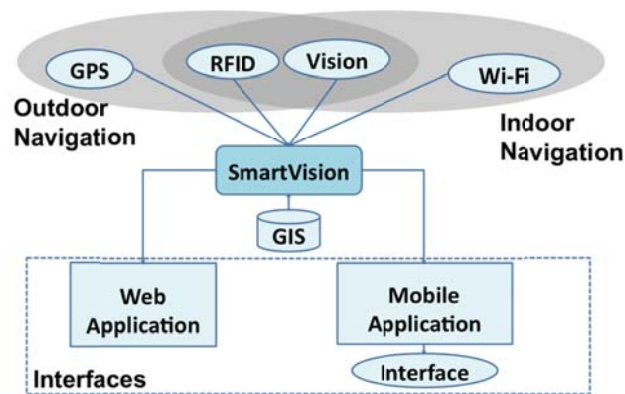 GPS
RFID
Vision
Wi-Fi
Outdoor
Navigation
Indoor
Navigation
SmartVision
GIS
Web
Application
Mobile
Application
Interface
Interfaces